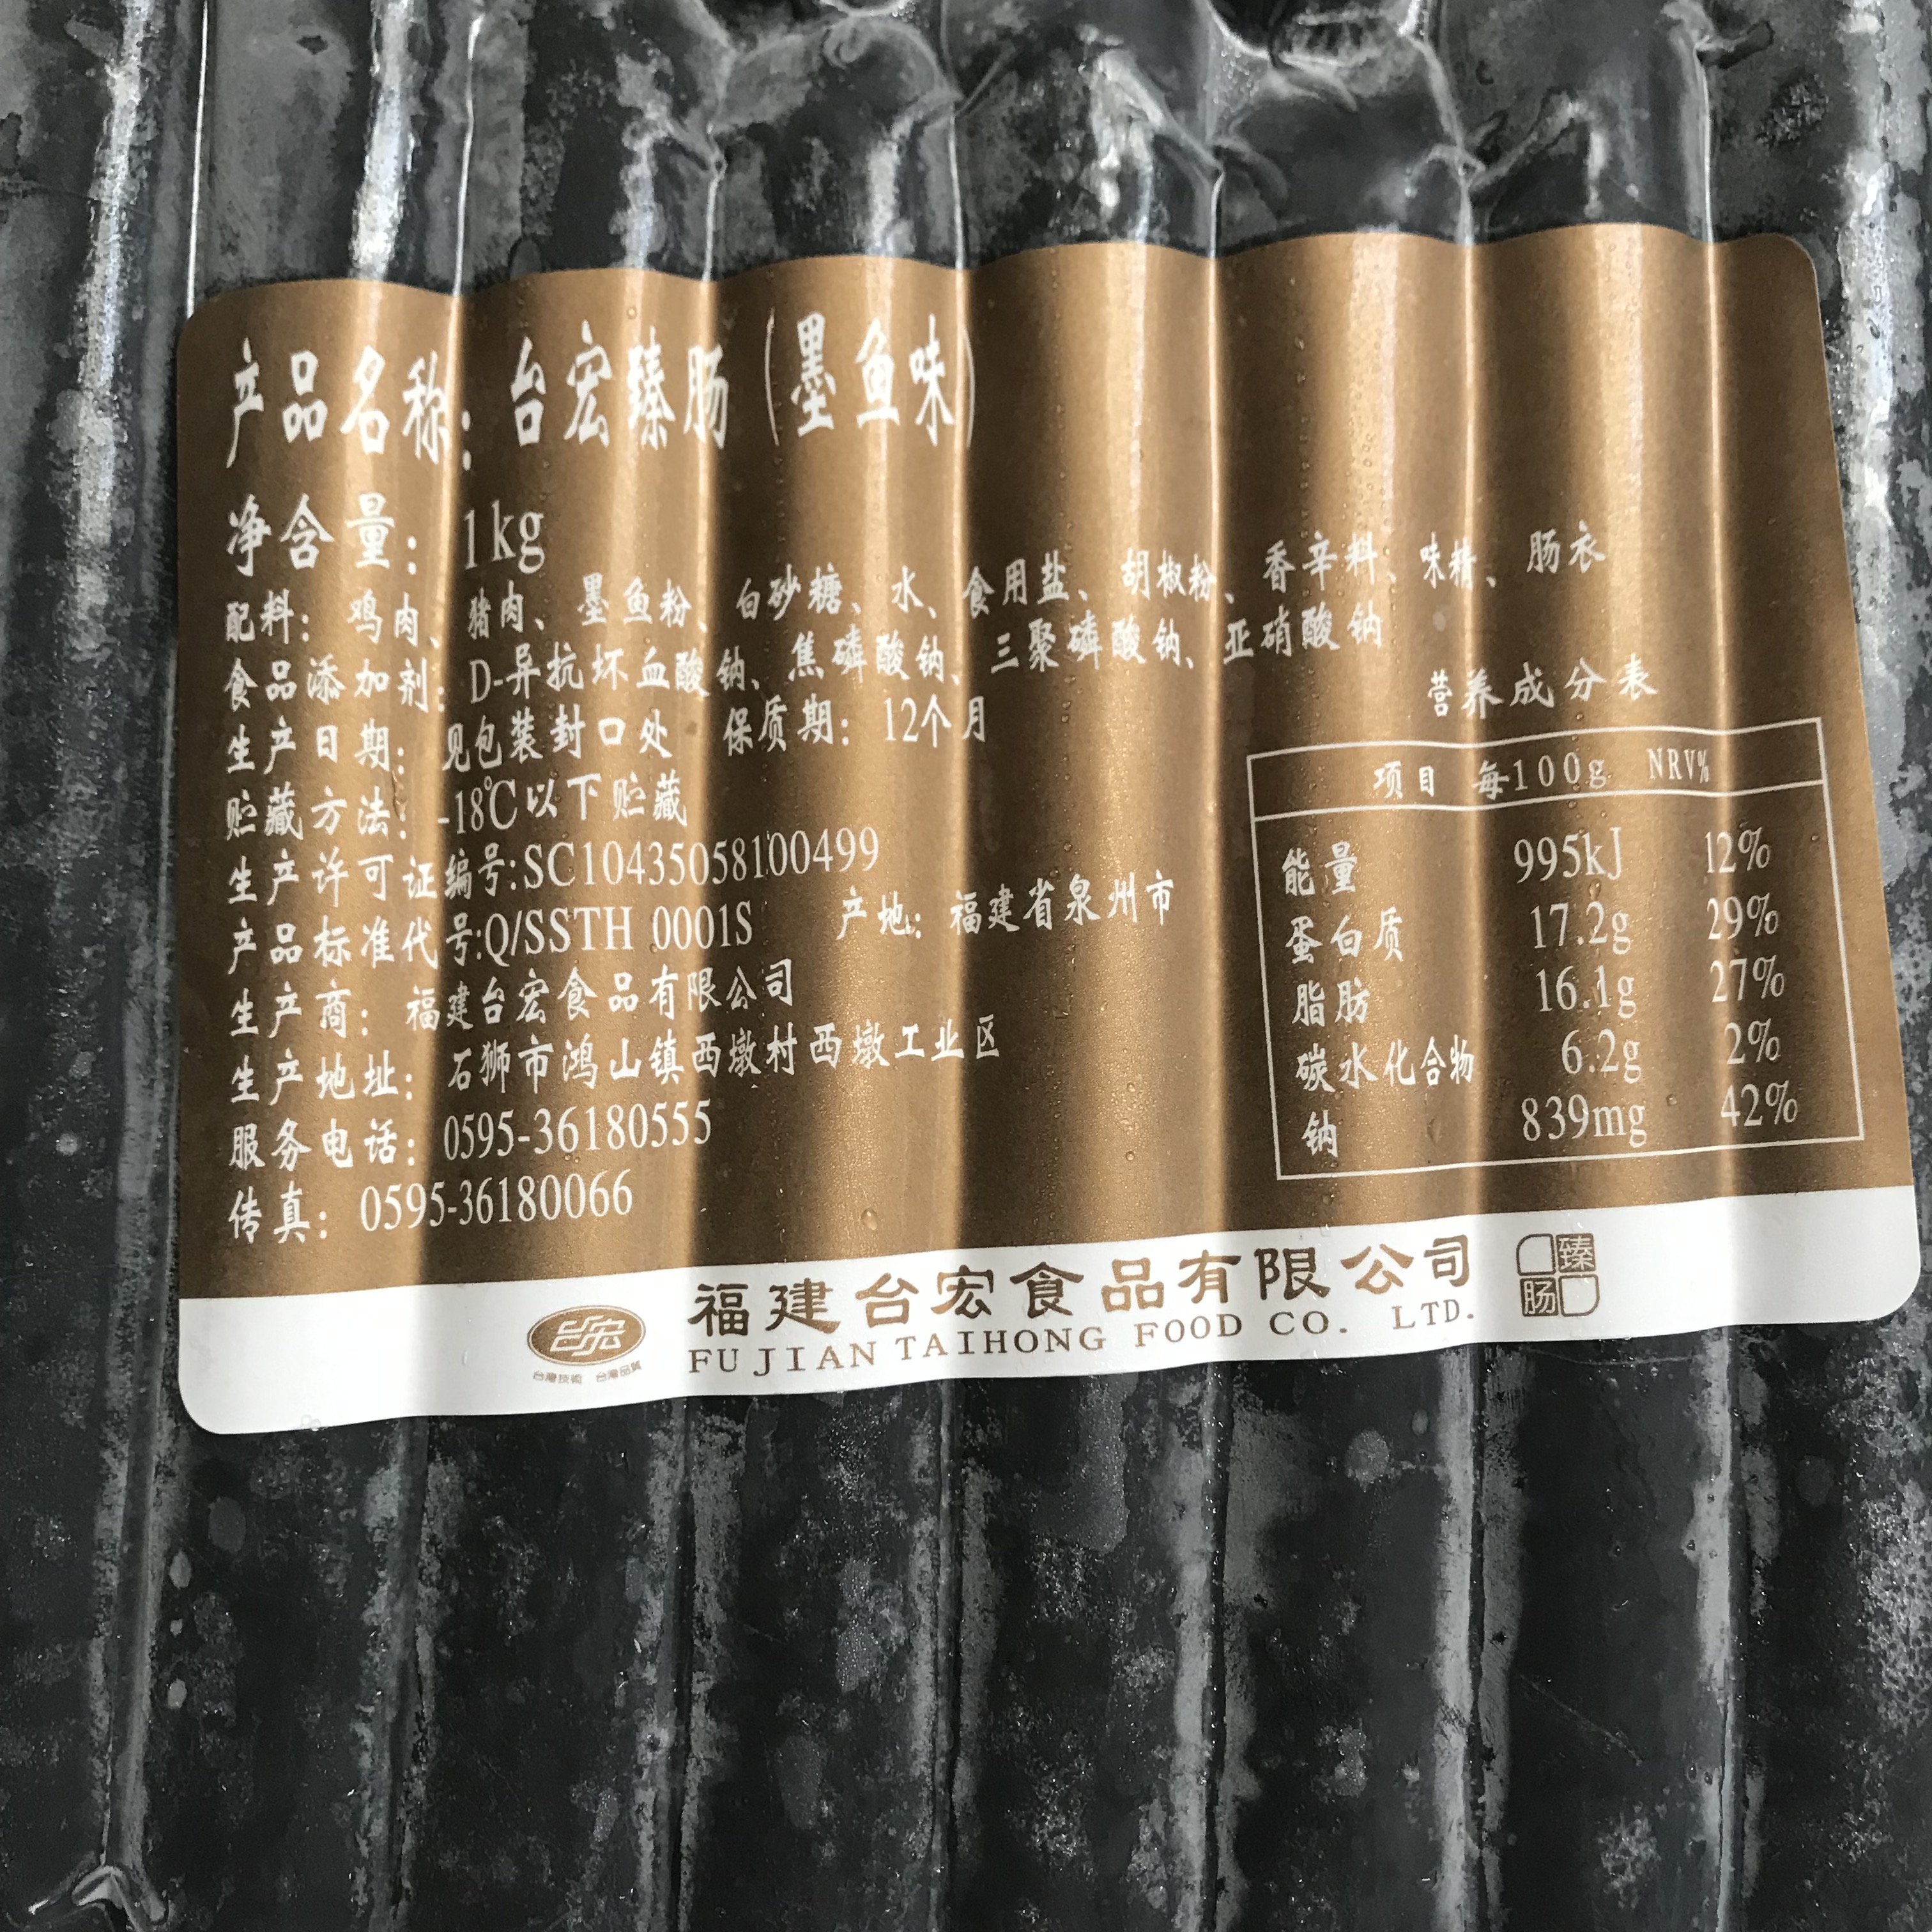 产品名称：台宏臻肠（墨鱼味）
净含量：1kg
配料：鸡肉、猪肉、墨鱼粉、白砂糖、水、食用盐、胡椒粉、香辛料、味精、肠衣
食品添加剂：D-异抗坏血酸钠、焦磷酸钠、三聚磷酸钠、亚硝酸钠
生产日期：见包装封口处 保质期：12个月
贮藏方法：-18℃以下贮藏
生产许可证编号:SC10435058100499
产品标准代号:Q/SSTH 0001S 产地：福建省泉州市
生产商：福建台宏食品有限公司
生产地址：石狮市鸿山镇西墩村西墩工业区
服务电话：0595-36180555
传真：0595-36180066
营养成分表
项目 每100g NRV%
能量 995kJ 12%
蛋白质 17.2g 29%
脂肪 16.1g 27%
碳水化合物 6.2g 2%
钠 839mg 42%
台宏
台灣技術 台灣品質
福建台宏食品有限公司
FUJIAN TAIHONG FOOD CO. LTD.
臻
肠